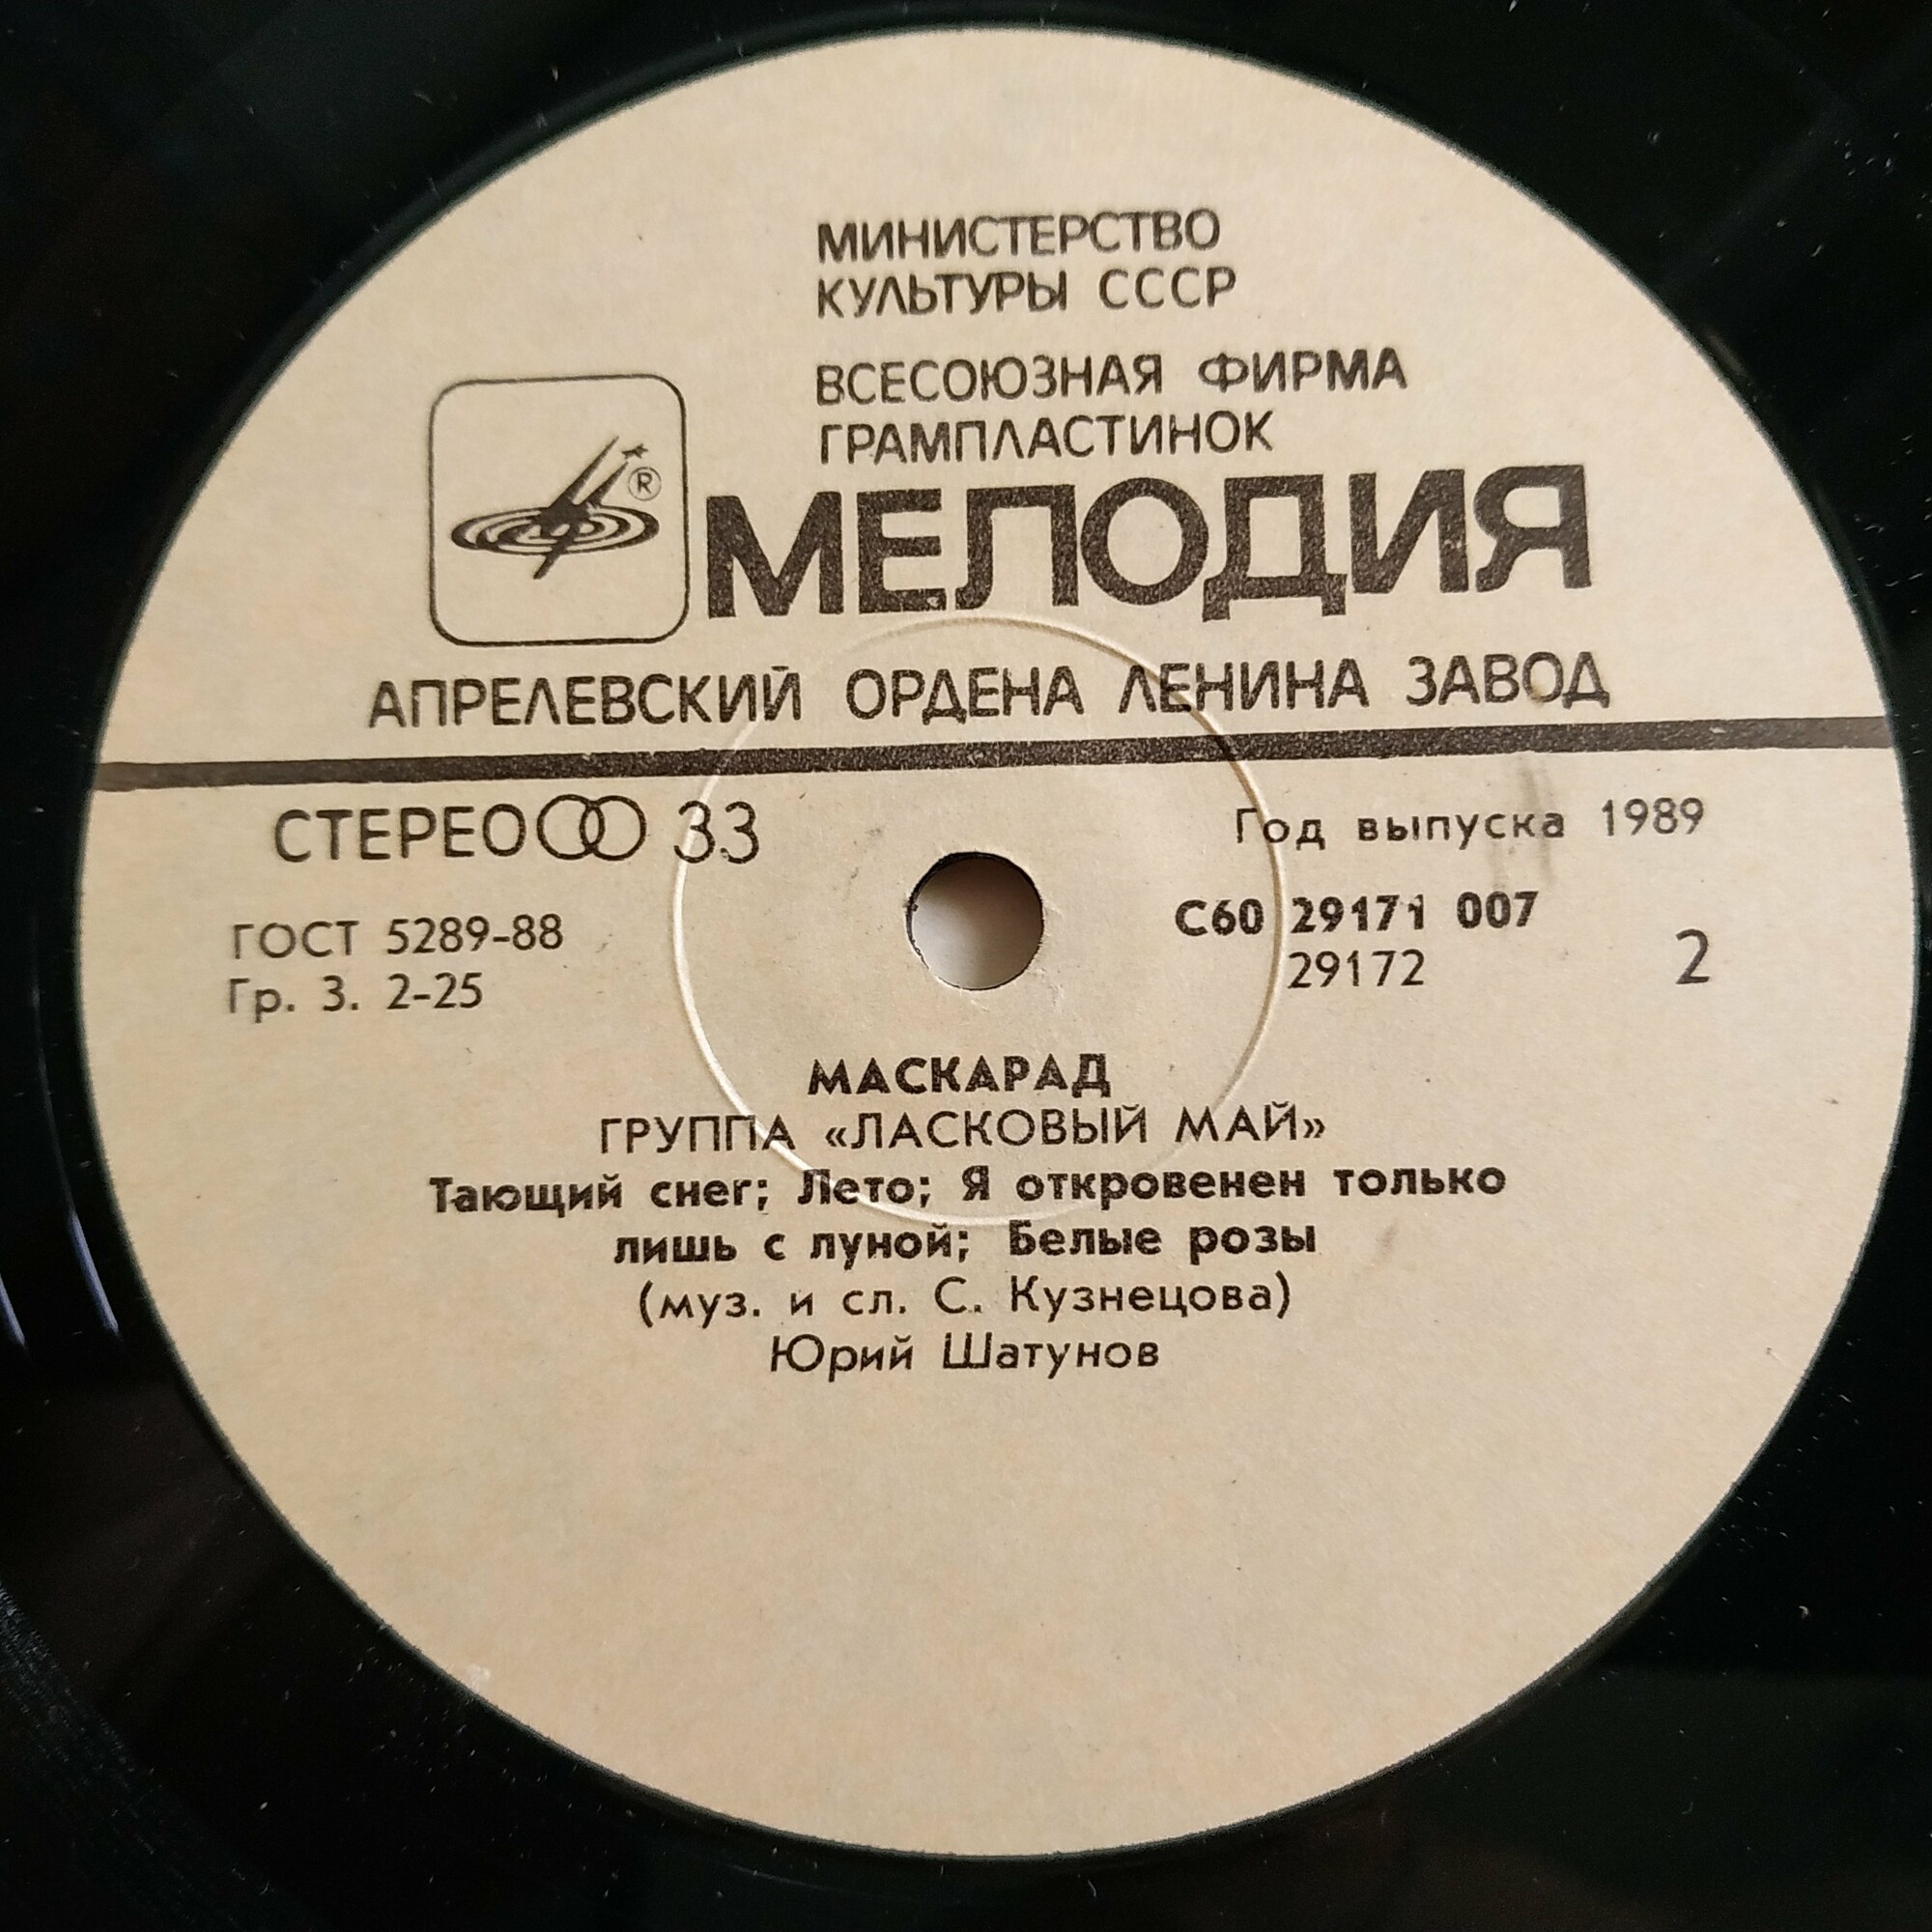 МИНИСТЕРСТВО
КУЛЬТУРЫ СССР
ВСЕСОЮЗНАЯ ФИРМА
ГРАМПЛАСТИНОК
®
МЕЛОДИЯ
АПРЕЛЕВСКИЙ ОРДЕНА ЛЕНИНА ЗАВОД
СТЕРЕО 33
Год выпуска 1989
ГОСТ 5289-88
Гр. 3. 2-25
С60 29171 007
29172
2
МАСКАРАД
ГРУППА «ЛАСКОВЫЙ МАЙ»
Тающий снег; Лето; Я откровенен только
лишь с луной; Белые розы
(муз. и сл. С. Кузнецова)
Юрий Шатунов